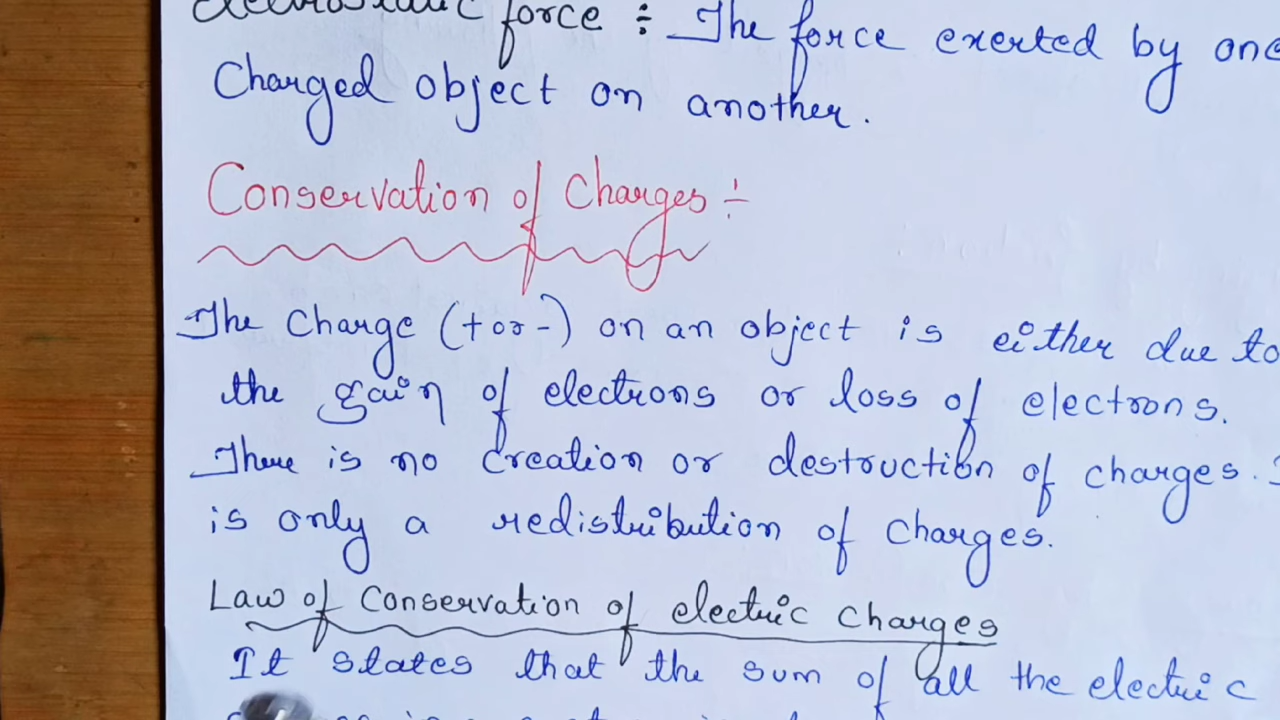 Electrostatic force ÷ The force exerted by one
Charged object on another.
Conservation of Charges ÷
The Charge (+ or -) on an object is either due to
the gain of electrons or loss of electrons.
There is no creation or destruction of charges.
is only a redistribution of charges.
Law of Conservation of electric charges
It states that the sum of all the electric